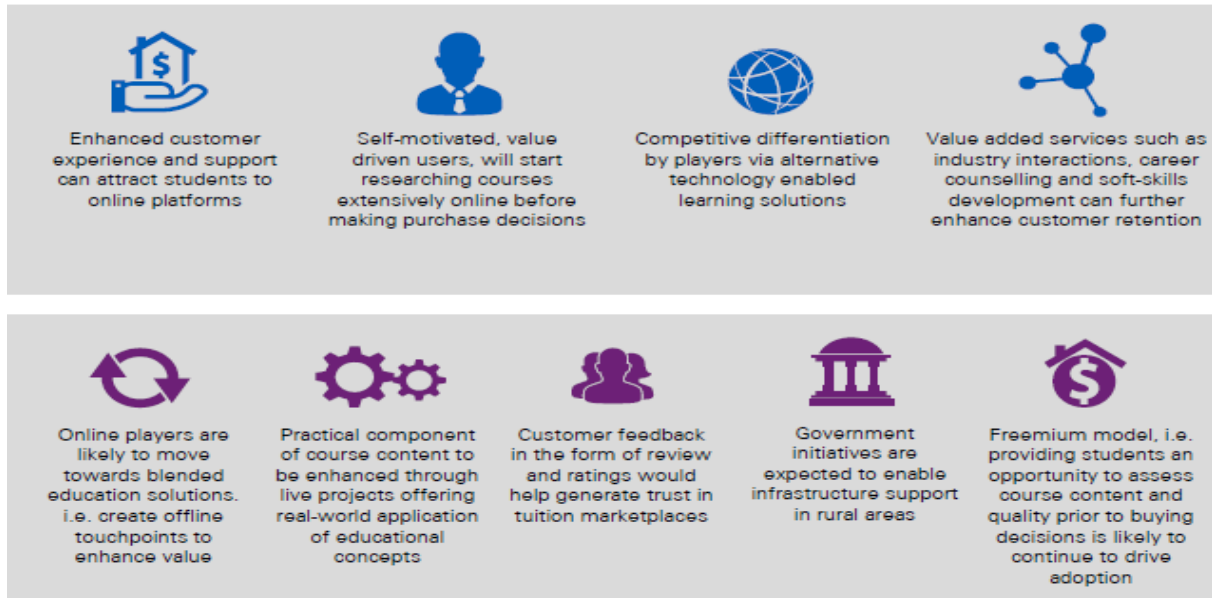 Enhanced customer
experience and support
can attract students to
online platforms
Self-motivated, value
driven users, will start
researching courses
extensively online before
making purchase decisions
Competitive differentiation
by players via alternative
technology enabled
learning solutions
Value added services such as
industry interactions, career
counselling and soft-skills
development can further
enhance customer retention
Online players are
likely to move
towards blended
education solutions.
i.e. create offline
touchpoints to
enhance value
Practical component
of course content to
be enhanced through
live projects offering
real-world application
of educational
concepts
Customer feedback
in the form of review
and ratings would
help generate trust in
tuition marketplaces
Government
initiatives are
expected to enable
infrastructure support
in rural areas
Freemium model, i.e.
providing students an
opportunity to assess
course content and
quality prior to buying
decisions is likely to
continue to drive
adoption